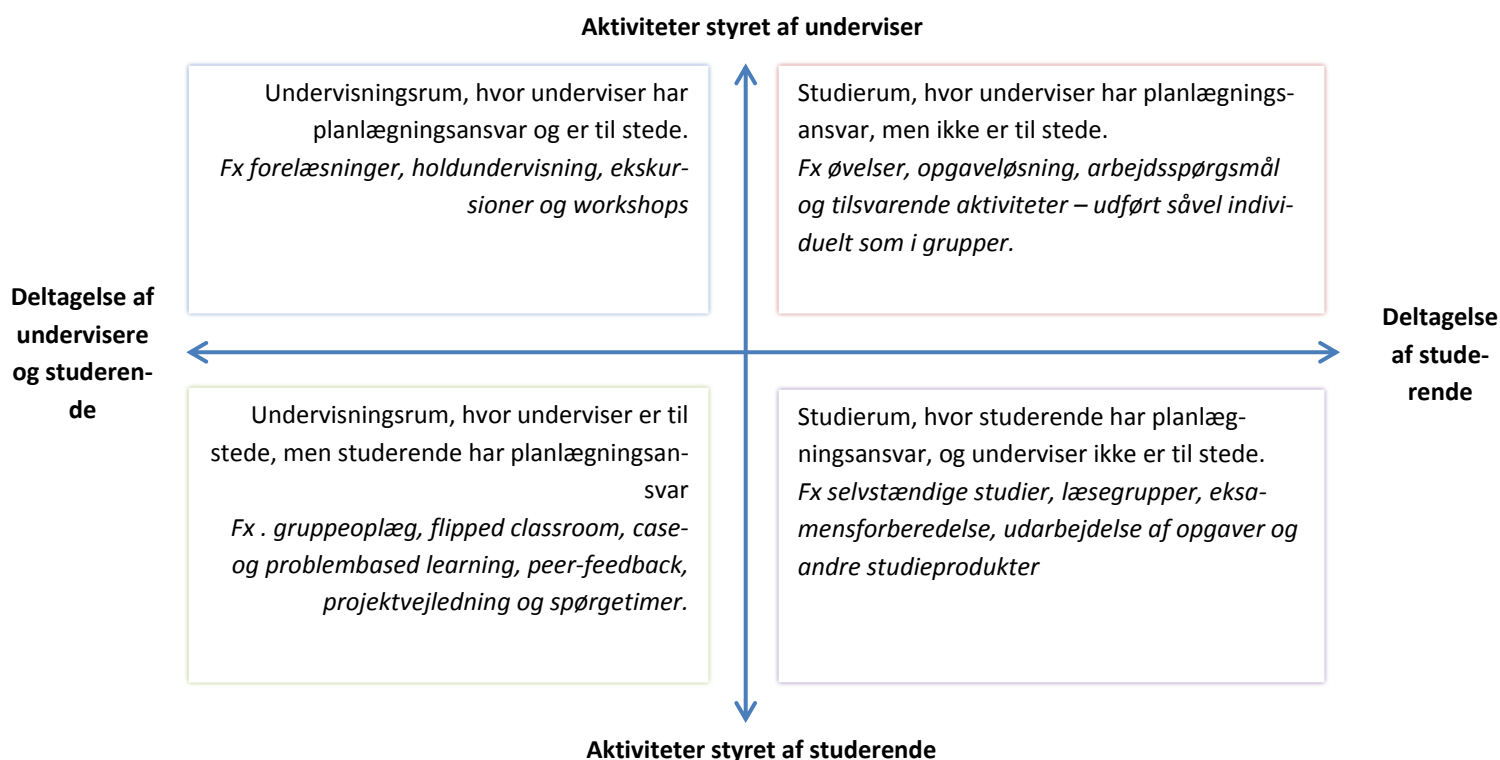 Aktiviteter styret af underviser
Undervisningsrum, hvor underviser har
planlægningsansvar og er til stede.
Fx forelæsninger, holdundervisning, ekskur-
sioner og workshops
Studierum, hvor underviser har planlægnings-
ansvar, men ikke er til stede.
Fx øvelser, opgaveløsning, arbejdsspørgsmål
og tilsvarende aktiviteter – udført såvel indivi-
duelt som i grupper.
Deltagelse af
undervisere
og studeren-
de
Deltagelse
af stude-
rende
Undervisningsrum, hvor underviser er til
stede, men studerende har planlægningsan-
svar
Fx . gruppeoplæg, flipped classroom, case-
og problembased learning, peer-feedback,
projektvejledning og spørgetimer.
Studierum, hvor studerende har planlæg-
ningsansvar, og underviser ikke er til stede.
Fx selvstændige studier, læsegrupper, eksa-
mensforberedelse, udarbejdelse af opgaver og
andre studieprodukter
Aktiviteter styret af studerende